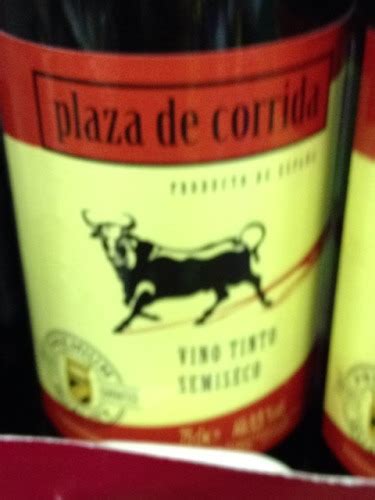 plaza de corrida
PRODUCTO DE ESPAÑA
VINO TINTO
SEMISECO